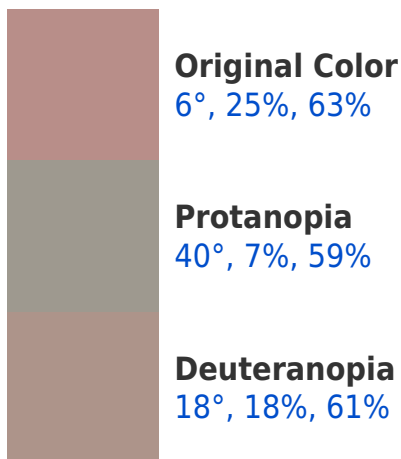 Original Color
6°, 25%, 63%
Protanopia
40°, 7%, 59%
Deuteranopia
18°, 18%, 61%